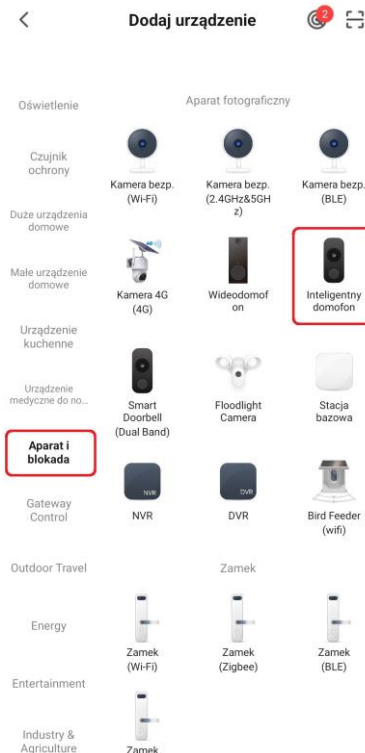 Dodaj urządzenie
2
Oświetlenie
Czujnik
ochrony
Duże urządzenia
domowe
Małe urządzenie
domowe
Urządzenie
kuchenne
Urządzenie
medyczne do no...
Aparat i
blokada
Gateway
Control
Outdoor Travel
Energy
Entertainment
Industry &
Agriculture
Aparat fotograficzny
Kamera bezp.
(Wi-Fi)
Kamera bezp.
(2.4GHz&5GH
z)
Kamera bezp.
(BLE)
Kamera 4G
(4G)
Wideodomof
on
Inteligentny
domofon
Smart
Doorbell
(Dual Band)
Floodlight
Camera
Stacja
bazowa
NVR
NVR
DVR
DVR
Bird Feeder
(wifi)
Zamek
Zamek
(Wi-Fi)
Zamek
(Zigbee)
Zamek
(BLE)
Zamek